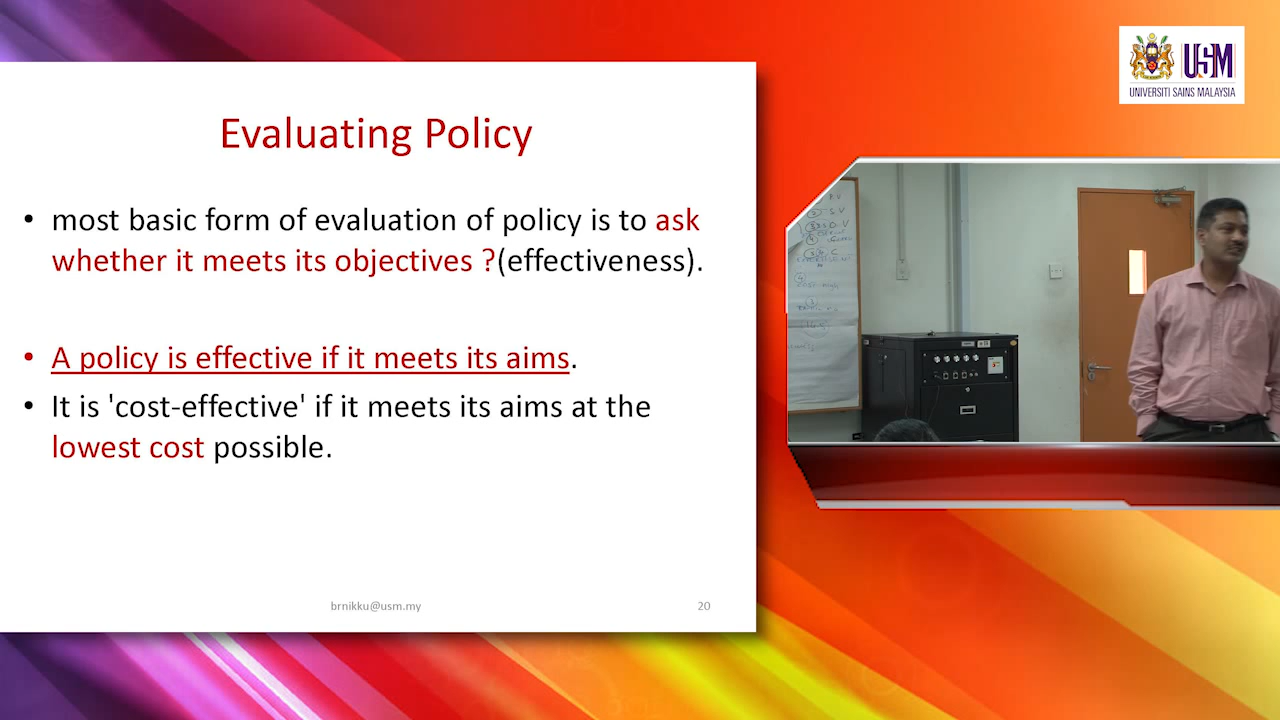 Evaluating Policy
• most basic form of evaluation of policy is to ask
whether it meets its objectives ?(effectiveness).
• A policy is effective if it meets its aims.
• It is 'cost-effective' if it meets its aims at the
lowest cost possible.
brnikku@usm.my
20
USM
UNIVERSITI SAINS MALAYSIA